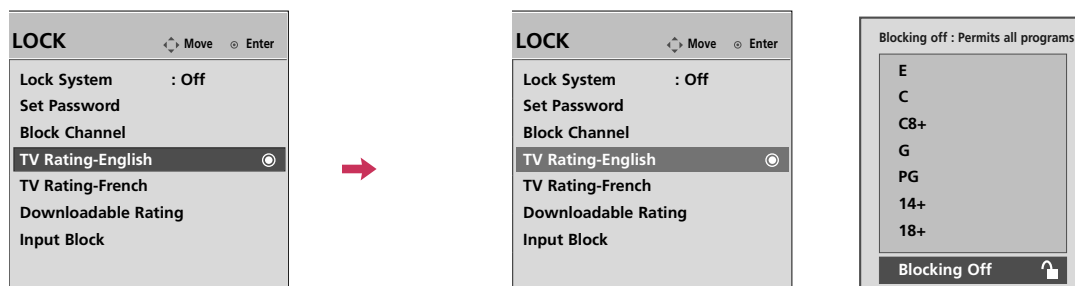 LOCK Move Enter
Lock System : Off
Set Password
Block Channel
TV Rating-English
TV Rating-French
Downloadable Rating
Input Block
LOCK Move Enter
Lock System : Off
Set Password
Block Channel
TV Rating-English
TV Rating-French
Downloadable Rating
Input Block
Blocking off : Permits all programs
E
C
C8+
G
PG
14+
18+
Blocking Off